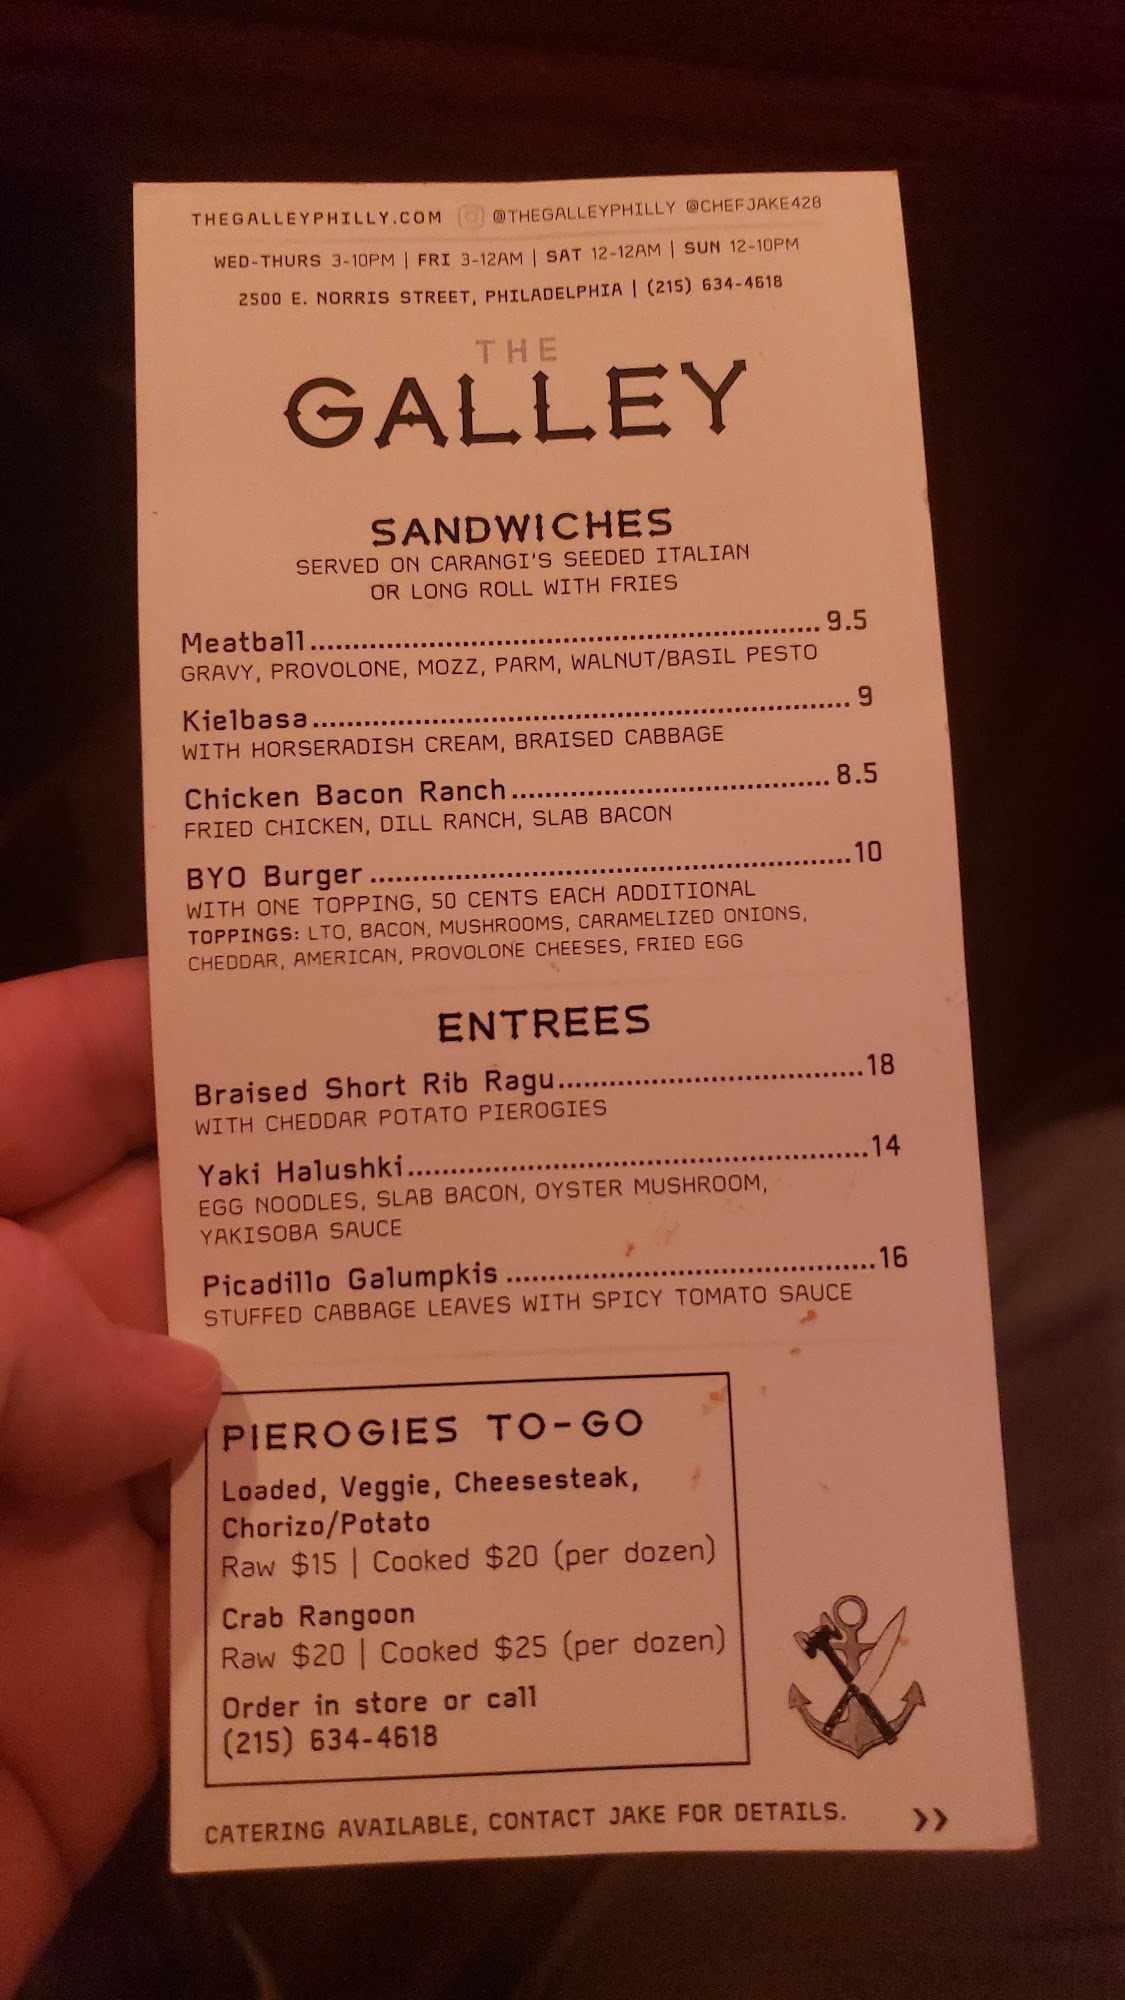 THEGALLEYPHILLY.COM @THEGALLEYPHILLY @CHEFJAKE428
WED-THURS 3-10PM | FRI 3-12AM | SAT 12-12AM | SUN 12-10PM
2500 E. NORRIS STREET, PHILADELPHIA | (215) 634-4618
THE
GALLEY
SANDWICHES
SERVED ON CARANGI'S SEEDED ITALIAN
OR LONG ROLL WITH FRIES
Meatball 9.5
GRAVY, PROVOLONE, MOZZ, PARM, WALNUT/BASIL PESTO
Kielbasa 9
WITH HORSERADISH CREAM, BRAISED CABBAGE
Chicken Bacon Ranch 8.5
FRIED CHICKEN, DILL RANCH, SLAB BACON
BYO Burger 10
WITH ONE TOPPING, 50 CENTS EACH ADDITIONAL
TOPPINGS: LTO, BACON, MUSHROOMS, CARAMELIZED ONIONS,
CHEDDAR, AMERICAN, PROVOLONE CHEESES, FRIED EGG
ENTREES
Braised Short Rib Ragu 18
WITH CHEDDAR POTATO PIEROGIES
Yaki Halushki 14
EGG NOODLES, SLAB BACON, OYSTER MUSHROOM,
YAKISOBA SAUCE
Picadillo Galumpkis 16
STUFFED CABBAGE LEAVES WITH SPICY TOMATO SAUCE
PIEROGIES TO-GO
Loaded, Veggie, Cheesesteak,
Chorizo/Potato
Raw $15 | Cooked $20 (per dozen)
Crab Rangoon
Raw $20 | Cooked $25 (per dozen)
Order in store or call
(215) 634-4618
CATERING AVAILABLE, CONTACT JAKE FOR DETAILS. >>